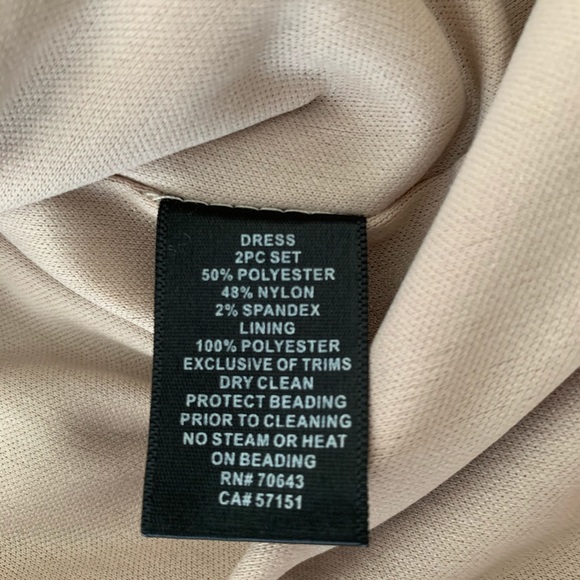 DRESS
2PC SET
50% POLYESTER
48% NYLON
2% SPANDEX
LINING
100% POLYESTER
EXCLUSIVE OF TRIMS
DRY CLEAN
PROTECT BEADING
PRIOR TO CLEANING
NO STEAM OR HEAT
ON BEADING
RN# 70643
CA# 57151